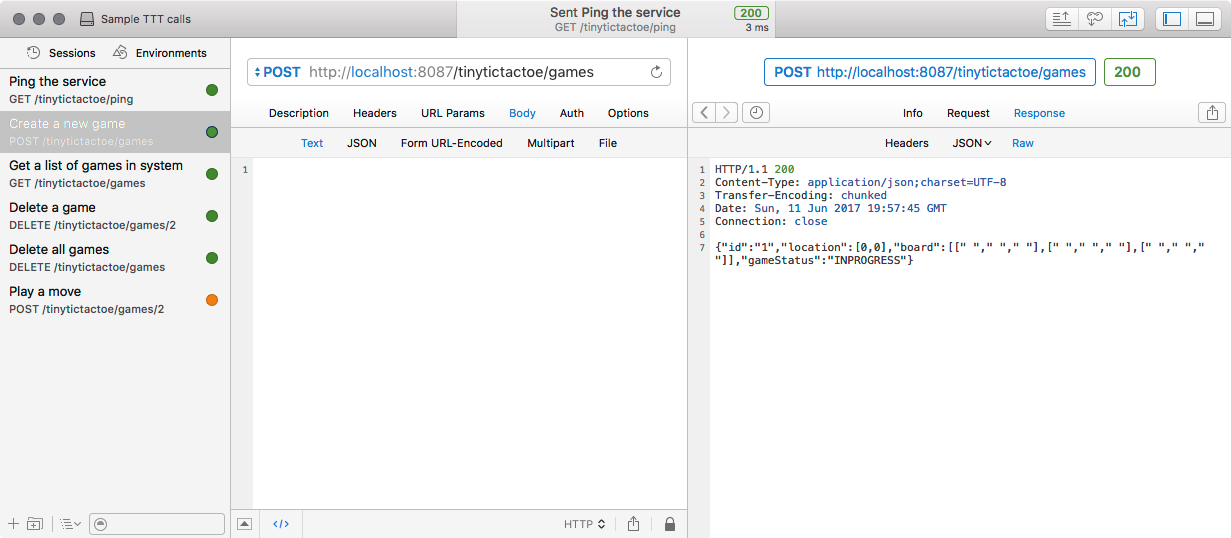 Sample TTT calls
Sent Ping the service
GET /tinytictactoe/ping
200
3 ms
Sessions
Environments
Ping the service
GET /tinytictactoe/ping
Create a new game
POST /tinytictactoe/games
Get a list of games in system
GET /tinytictactoe/games
Delete a game
DELETE /tinytictactoe/games/2
Delete all games
DELETE /tinytictactoe/games
Play a move
POST /tinytictactoe/games/2
POST http://localhost:8087/tinytictactoe/games
Description Headers URL Params Body Auth Options
Text JSON Form URL-Encoded Multipart File
1
</>
HTTP
POST http://localhost:8087/tinytictactoe/games
200
Info Request Response
Headers JSON Raw
1 HTTP/1.1 200
2 Content-Type: application/json;charset=UTF-8
3 Transfer-Encoding: chunked
4 Date: Sun, 11 Jun 2017 19:57:45 GMT
5 Connection: close
6
7 {"id":"1","location":[0,0],"board":[[" "," "," "],[" "," "," "],[" "," ","
"]],"gameStatus":"INPROGRESS"}